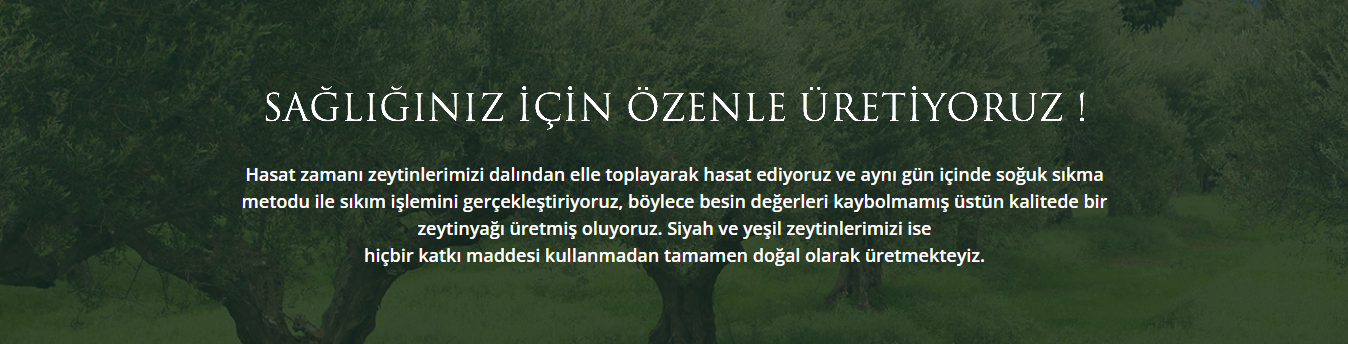 SAĞLIĞINIZ İÇİN ÖZENLE ÜRETİYORUZ !
Hasat zamanı zeytinlerimizi dalından elle toplayarak hasat ediyoruz ve aynı gün içinde soğuk sıkma
metodu ile sıkım işlemini gerçekleştiriyoruz, böylece besin değerleri kaybolmamış üstün kalitede bir
zeytinyağı üretmiş oluyoruz. Siyah ve yeşil zeytinlerimizi ise
hiçbir katkı maddesi kullanmadan tamamen doğal olarak üretmekteyiz.